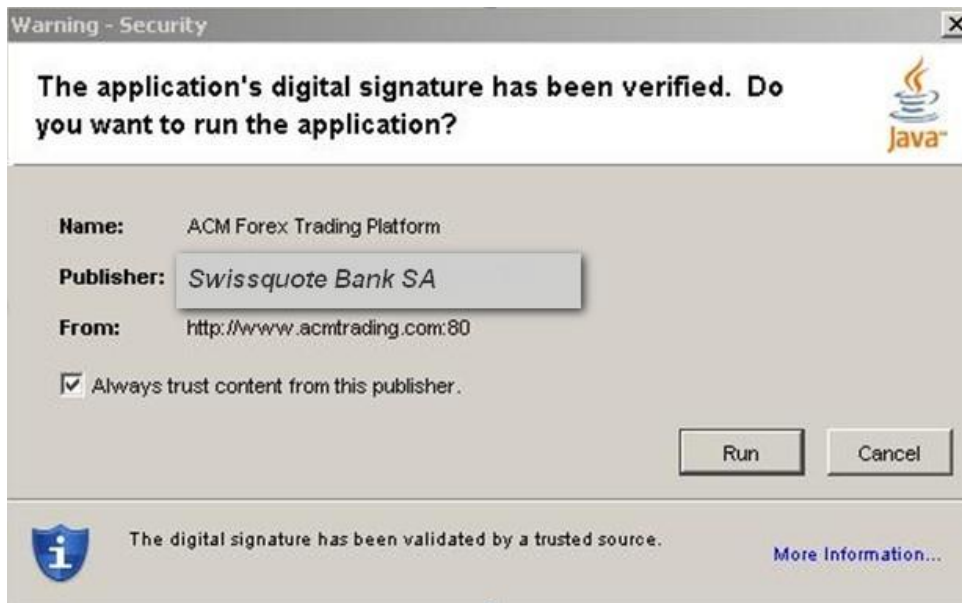 Warning - Security
The application's digital signature has been verified. Do
you want to run the application?
Java™
Name: ACM Forex Trading Platform
Publisher: Swissquote Bank SA
From: http://www.acmtrading.com:80
Always trust content from this publisher.
Run Cancel
The digital signature has been validated by a trusted source.
More Information...